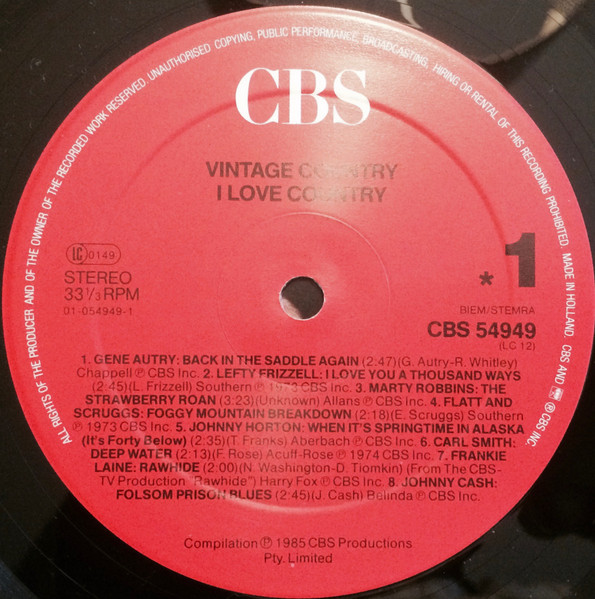 ALL RIGHTS OF THE PRODUCER AND OF THE OWNER OF THE RECORDED WORK RESERVED. UNAUTHORISED COPYING, PUBLIC PERFORMANCE, BROADCASTING, HIRING OR RENTAL OF THIS RECORDING PROHIBITED. MADE IN HOLLAND. CBS AND ® CBS INC.
CBS
VINTAGE COUNTRY
I LOVE COUNTRY
LC 0149
STEREO
33 1/3 RPM
01-054949-1
* 1
BIEM/STEMRA
CBS 54949
(LC 12)
1. GENE AUTRY: BACK IN THE SADDLE AGAIN (2:47)(G. Autry-R. Whitley)
Chappell ℗ CBS Inc. 2. LEFTY FRIZZELL: I LOVE YOU A THOUSAND WAYS
(2:45)(L. Frizzell) Southern ℗ 1973 CBS Inc. 3. MARTY ROBBINS: THE
STRAWBERRY ROAN (3:23)(Unknown) Allans ℗ CBS Inc. 4. FLATT AND
SCRUGGS: FOGGY MOUNTAIN BREAKDOWN (2:18)(E. Scruggs) Southern
℗ 1973 CBS Inc. 5. JOHNNY HORTON: WHEN IT'S SPRINGTIME IN ALASKA
(It's Forty Below) (2:35)(T. Franks) Aberbach ℗ CBS Inc. 6. CARL SMITH:
DEEP WATER (2:13)(F. Rose) Acuff-Rose ℗ 1974 CBS Inc. 7. FRANKIE
LAINE: RAWHIDE (2:00)(N. Washington-D. Tiomkin) (From The CBS-
TV Production "Rawhide") Harry Fox ℗ CBS Inc. 8. JOHNNY CASH:
FOLSOM PRISON BLUES (2:45)(J. Cash) Belinda ℗ CBS Inc.
Compilation ℗ 1985 CBS Productions
Pty. Limited